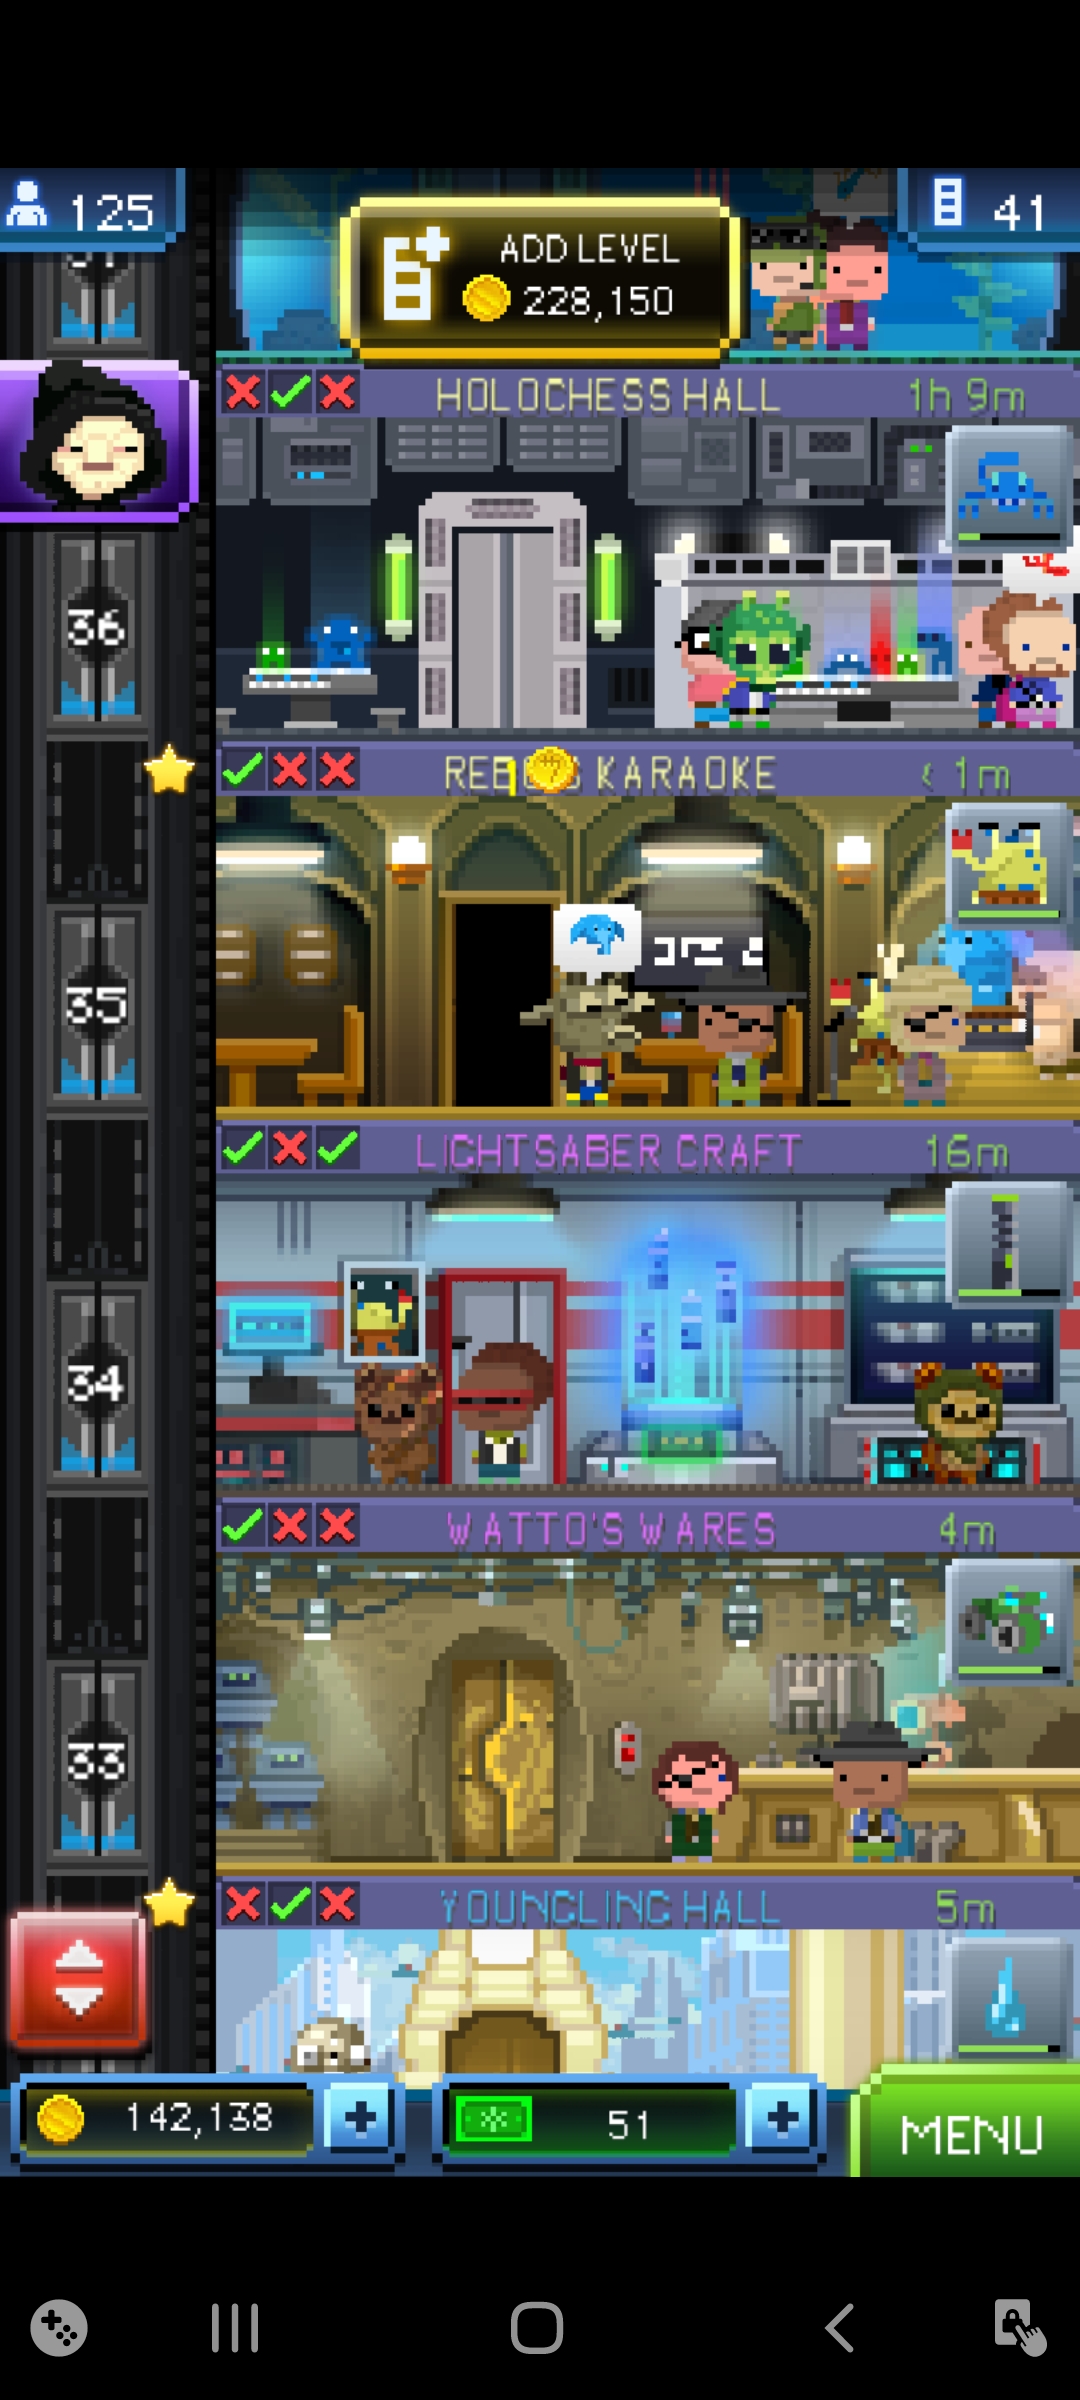 125
ADD LEVEL
228,150
41
HOLOCHESS HALL
1h 9m
36
KARAOKE
< 1m
35
LIGHTSABER CRAFT
16m
34
WATTO'S WARES
4m
33
YOUNGLING HALL
5m
142,138
51
MENU